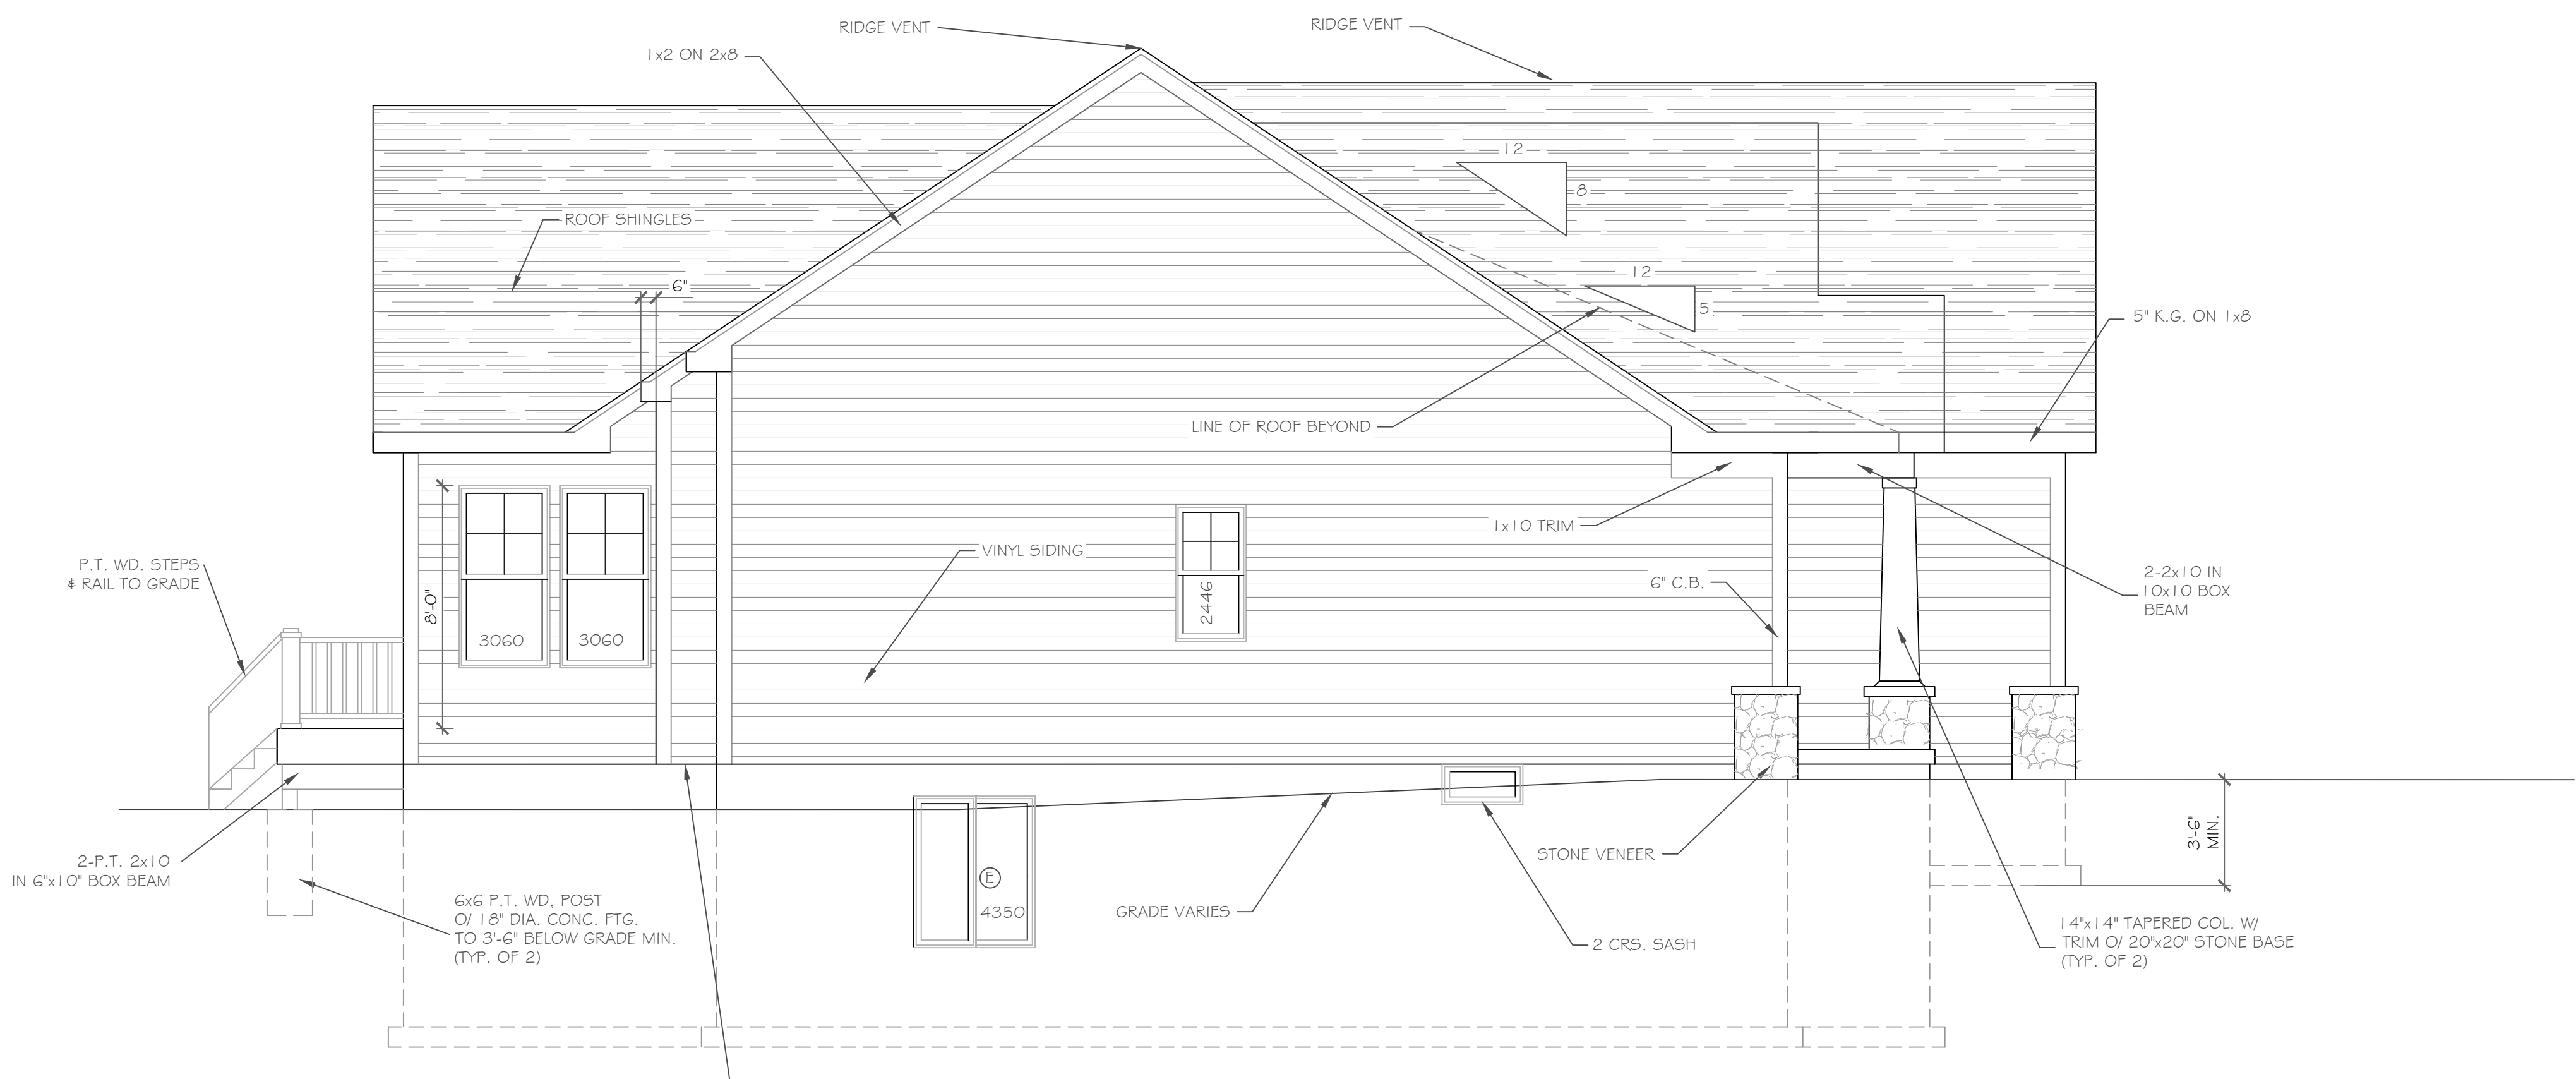 RIDGE VENT
RIDGE VENT
1x2 ON 2x8
12
8
ROOF SHINGLES
12
5
6"
5" K.G. ON 1x8
LINE OF ROOF BEYOND
1x10 TRIM
VINYL SIDING
P.T. WD. STEPS
& RAIL TO GRADE
8'-0"
3060
3060
2446
6" C.B.
2-2x10 IN
10x10 BOX
BEAM
2-P.T. 2x10
IN 6"x10" BOX BEAM
6x6 P.T. WD, POST
O/ 18" DIA. CONC. FTG.
TO 3'-6" BELOW GRADE MIN.
(TYP. OF 2)
E
4350
GRADE VARIES
STONE VENEER
2 CRS. SASH
3'-6"
MIN.
14"x14" TAPERED COL. W/
TRIM O/ 20"x20" STONE BASE
(TYP. OF 2)